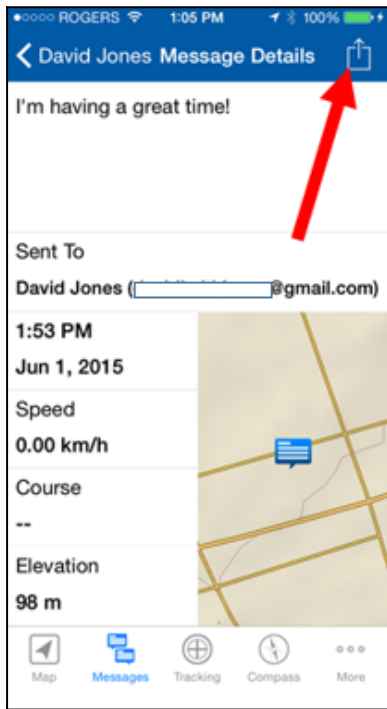 ROGERS 1:05 PM 100%
David Jones Message Details
I'm having a great time!
Sent To
David Jones ( @gmail.com)
1:53 PM
Jun 1, 2015
Speed
0.00 km/h
Course
--
Elevation
98 m
Map Messages Tracking Compass More